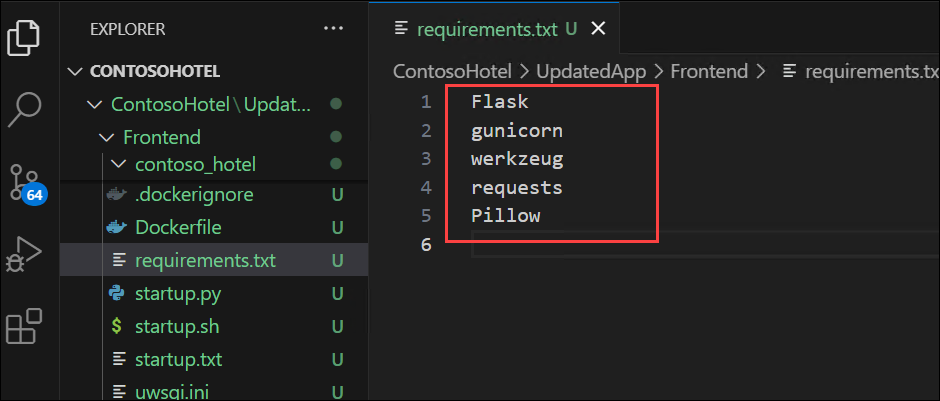 EXPLORER
···
CONTOSOHOTEL
ContosoHotel\Updat...
Frontend
contoso_hotel
.dockerignore U
Dockerfile U
requirements.txt U
startup.py U
$ startup.sh U
startup.txt U
uwsgi.ini U
64
requirements.txt U
ContosoHotel > UpdatedApp > Frontend > requirements.tx
1 Flask
2 gunicorn
3 werkzeug
4 requests
5 Pillow
6